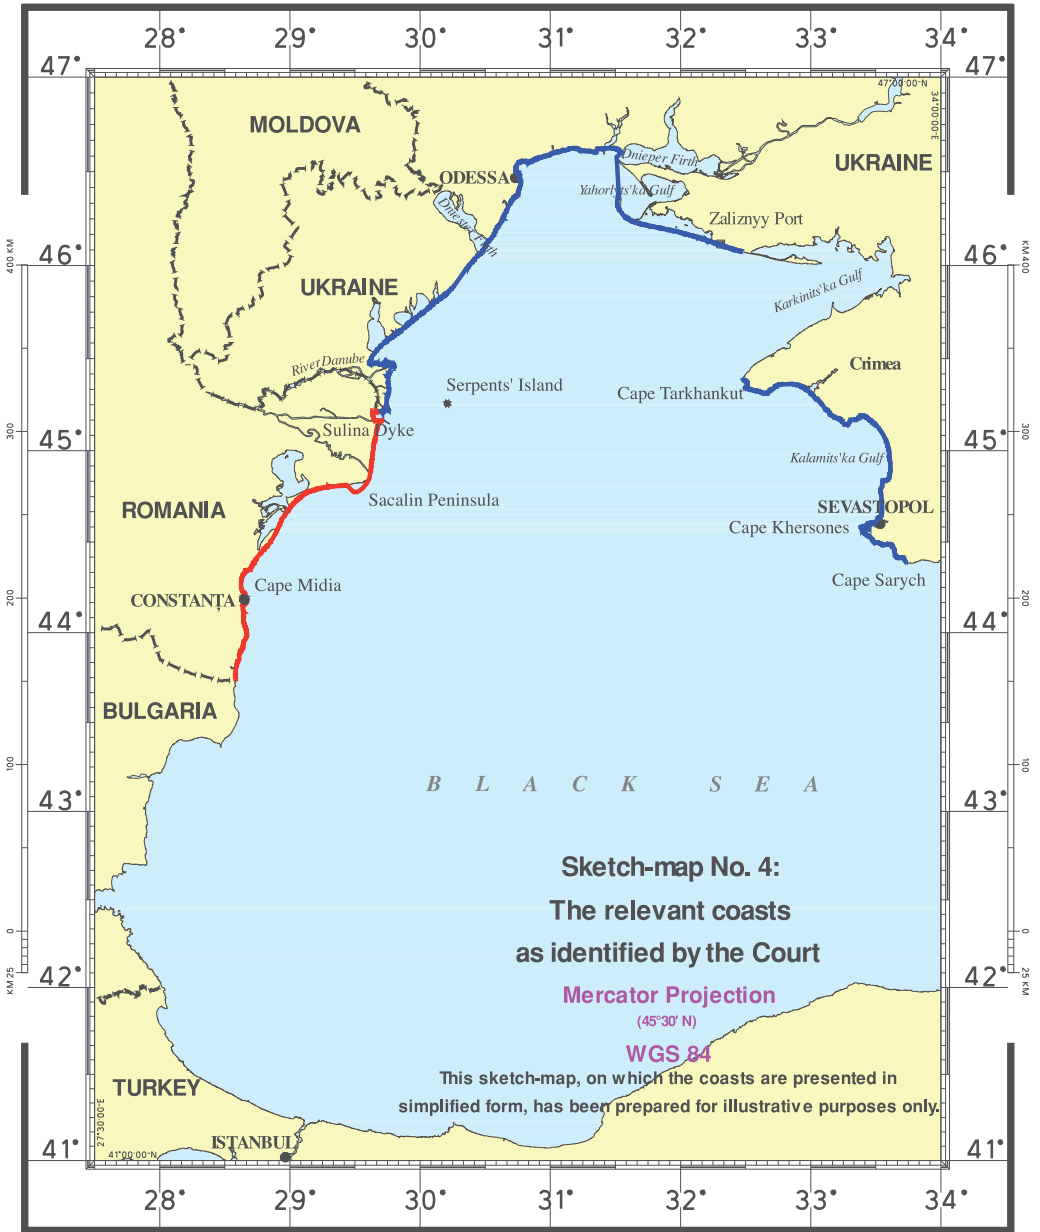 28° 29° 30° 31° 32° 33° 34°
47° 47°
47°00'00"N
34°00'00"E
MOLDOVA
UKRAINE
Dnieper Firth
ODESSA
Yahorlyts'ka Gulf
Dniester Firth
Zaliznyy Port
46° 46°
400 KM
KM 400
UKRAINE
Karkinits'ka Gulf
River Danube
Crimea
Serpents' Island
Cape Tarkhankut
300 300
Sulina Dyke
45° 45°
Kalamits'ka Gulf
Sacalin Peninsula
ROMANIA
SEVASTOPOL
Cape Khersones
Cape Midia
Cape Sarych
CONSTANȚA
200 200
44° 44°
BULGARIA
100 100
BLACK SEA
43° 43°
Sketch-map No. 4:
The relevant coasts
as identified by the Court
0 0
KM 25
25 KM
42° 42°
Mercator Projection
(45°30' N)
WGS 84
This sketch-map, on which the coasts are presented in
simplified form, has been prepared for illustrative purposes only.
TURKEY
27°30'00"E
ISTANBUL
41°00'00"N
41° 41°
28° 29° 30° 31° 32° 33° 34°